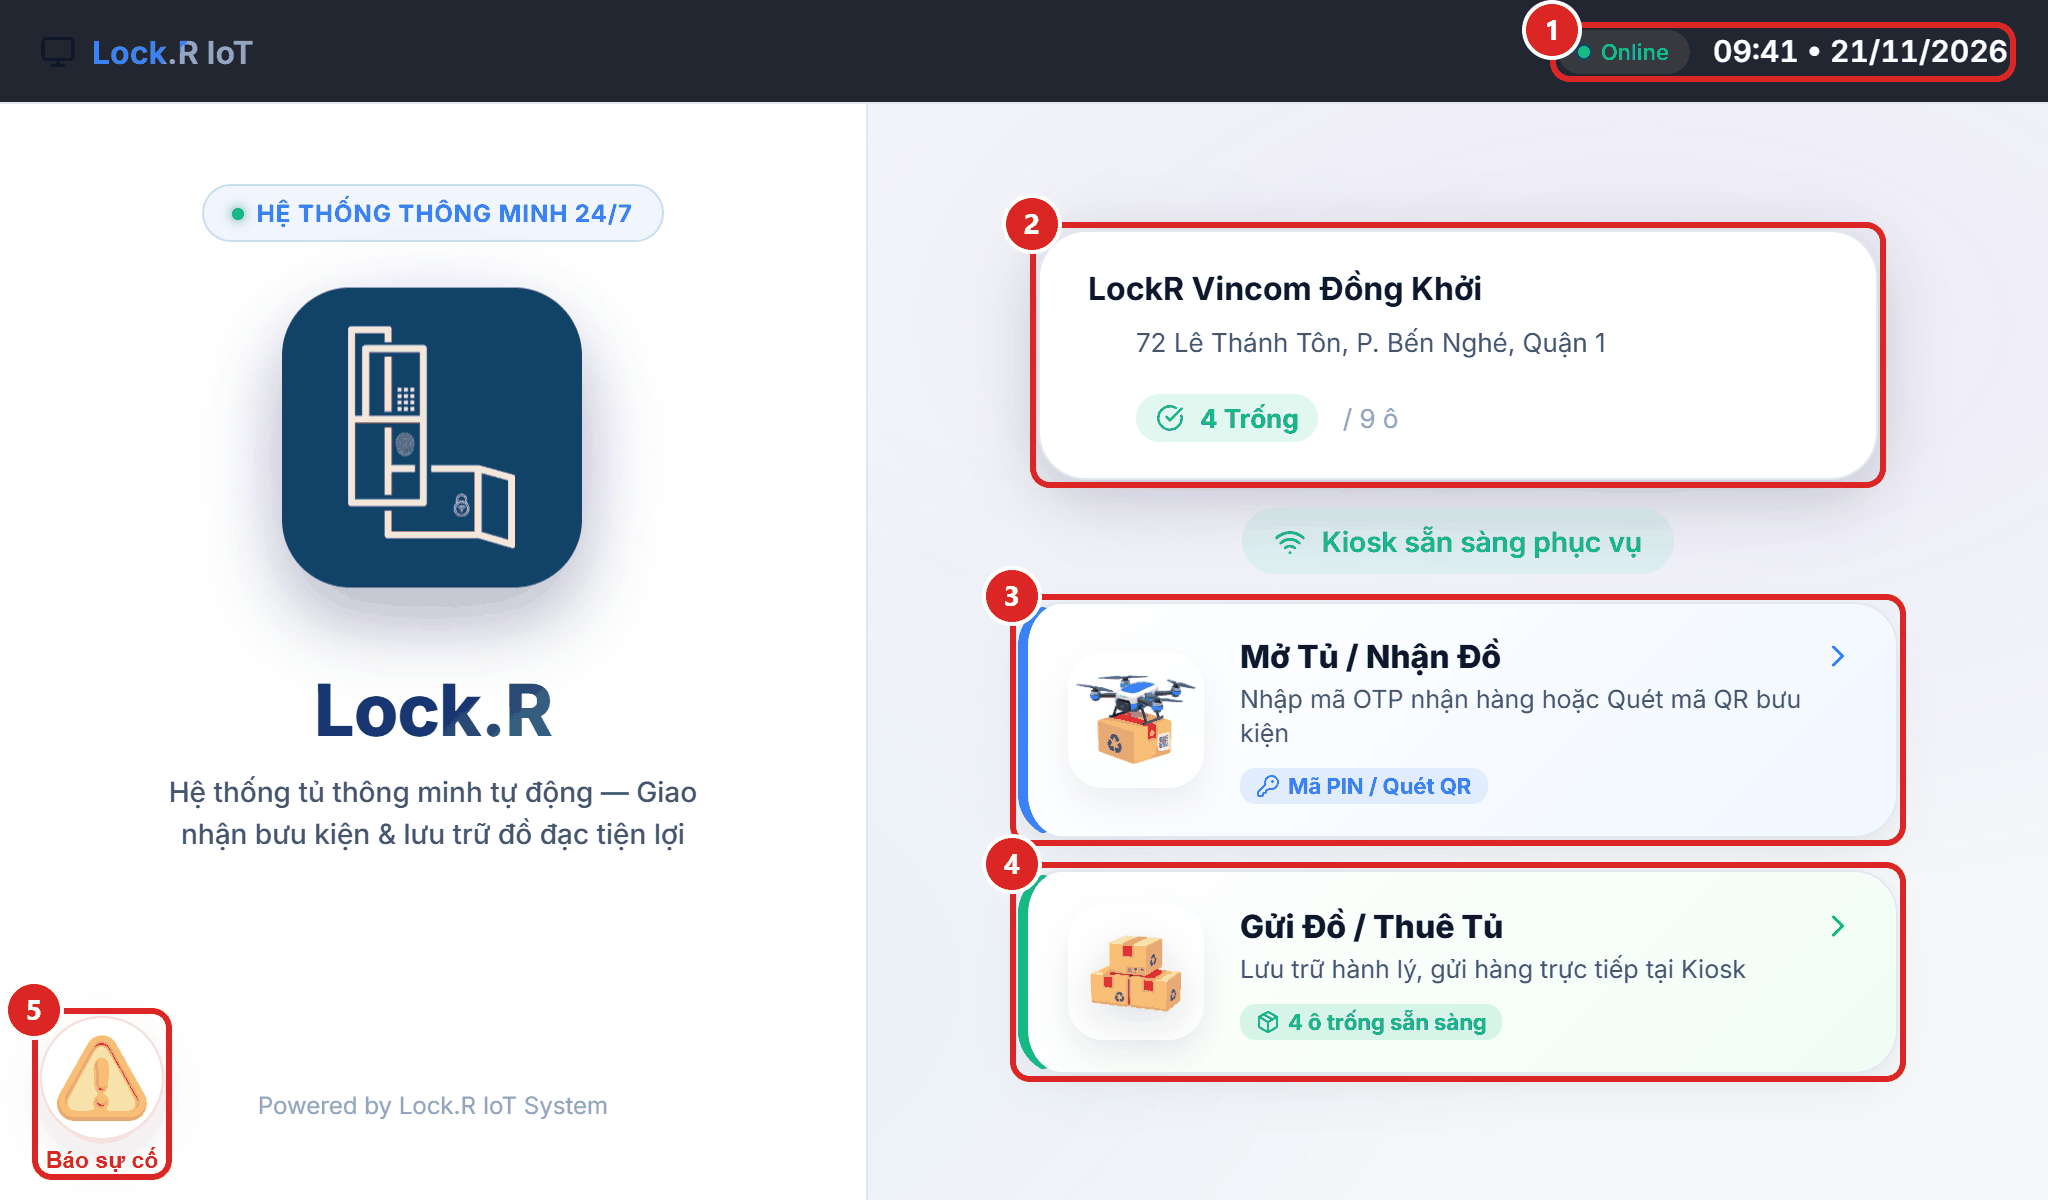 Lock.R IoT
1
Online
09:41 • 21/11/2026
HỆ THỐNG THÔNG MINH 24/7
Lock.R
Hệ thống tủ thông minh tự động — Giao
nhận bưu kiện & lưu trữ đồ đạc tiện lợi
5
Báo sự cố
Powered by Lock.R IoT System
2
LockR Vincom Đồng Khởi
72 Lê Thánh Tôn, P. Bến Nghé, Quận 1
4 Trống / 9 ô
Kiosk sẵn sàng phục vụ
3
Mở Tủ / Nhận Đồ
Nhập mã OTP nhận hàng hoặc Quét mã QR bưu
kiện
Mã PIN / Quét QR
4
Gửi Đồ / Thuê Tủ
Lưu trữ hành lý, gửi hàng trực tiếp tại Kiosk
4 ô trống sẵn sàng